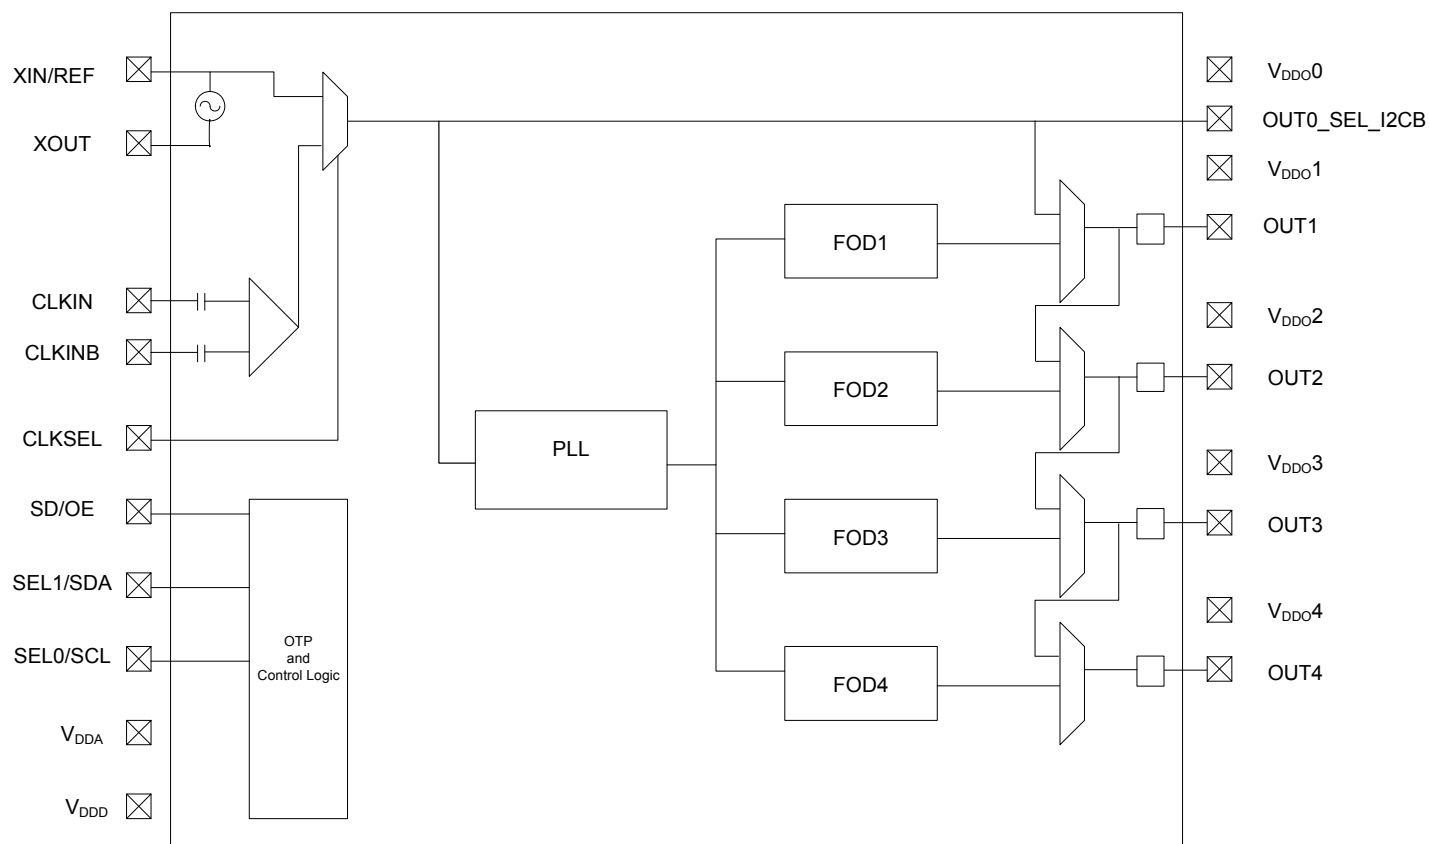 XIN/REF
XOUT
CLKIN
CLKINB
CLKSEL
SD/OE
SEL1/SDA
SEL0/SCL
VDDA
VDDD
OTP
and
Control Logic
PLL
FOD1
FOD2
FOD3
FOD4
VDDO0
OUT0_SEL_I2CB
VDDO1
OUT1
VDDO2
OUT2
VDDO3
OUT3
VDDO4
OUT4